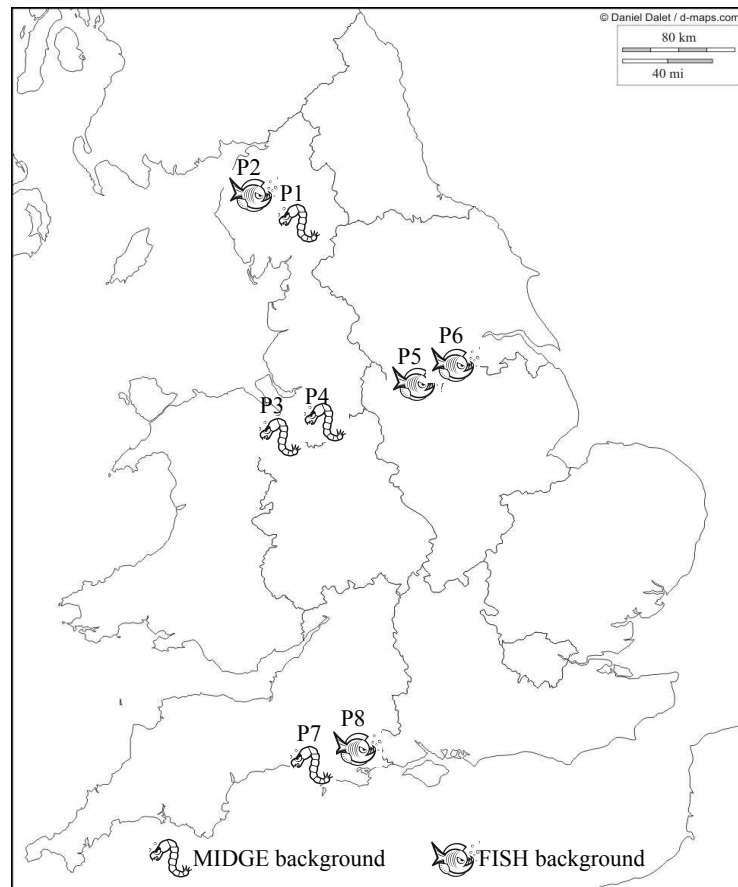 © Daniel Dalet / d-maps.com
80 km
40 mi
P2
P1
P6
P5
P3 P4
P7 P8
MIDGE background FISH background